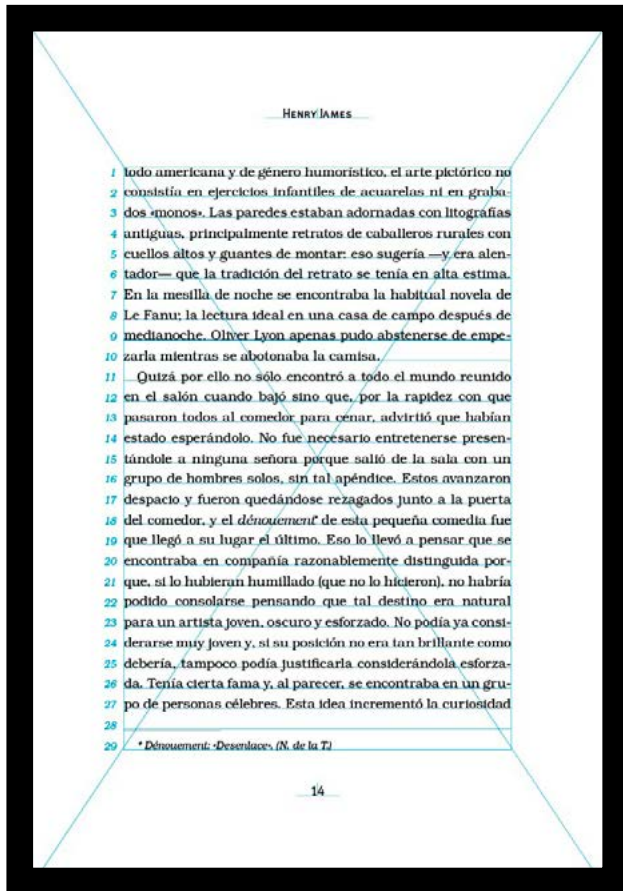 HENRY JAMES
1 todo americana y de género humorístico, el arte pictórico no
2 consistía en ejercicios infantiles de acuarelas ni en graba-
3 dos «monos». Las paredes estaban adornadas con litografías
4 antiguas, principalmente retratos de caballeros rurales con
5 cuellos altos y guantes de montar: eso sugería —y era alen-
6 tador— que la tradición del retrato se tenía en alta estima.
7 En la mesilla de noche se encontraba la habitual novela de
8 Le Fanu; la lectura ideal en una casa de campo después de
9 medianoche. Oliver Lyon apenas pudo abstenerse de empe-
10 zarla mientras se abotonaba la camisa.
11 Quizá por ello no sólo encontró a todo el mundo reunido
12 en el salón cuando bajó sino que, por la rapidez con que
13 pasaron todos al comedor para cenar, advirtió que habían
14 estado esperándolo. No fue necesario entretenerse presen-
15 tándole a ninguna señora porque salió de la sala con un
16 grupo de hombres solos, sin tal apéndice. Estos avanzaron
17 despacio y fueron quedándose rezagados junto a la puerta
18 del comedor, y el dénouement* de esta pequeña comedia fue
19 que llegó a su lugar el último. Eso lo llevó a pensar que se
20 encontraba en compañía razonablemente distinguida por-
21 que, si lo hubieran humillado (que no lo hicieron), no habría
22 podido consolarse pensando que tal destino era natural
23 para un artista joven, oscuro y esforzado. No podía ya consi-
24 derarse muy joven y, si su posición no era tan brillante como
25 debería, tampoco podía justificarla considerándola esforza-
26 da. Tenía cierta fama y, al parecer, se encontraba en un gru-
27 po de personas célebres. Esta idea incrementó la curiosidad
28
29 * Dénouement: «Desenlace». (N. de la T.)
14